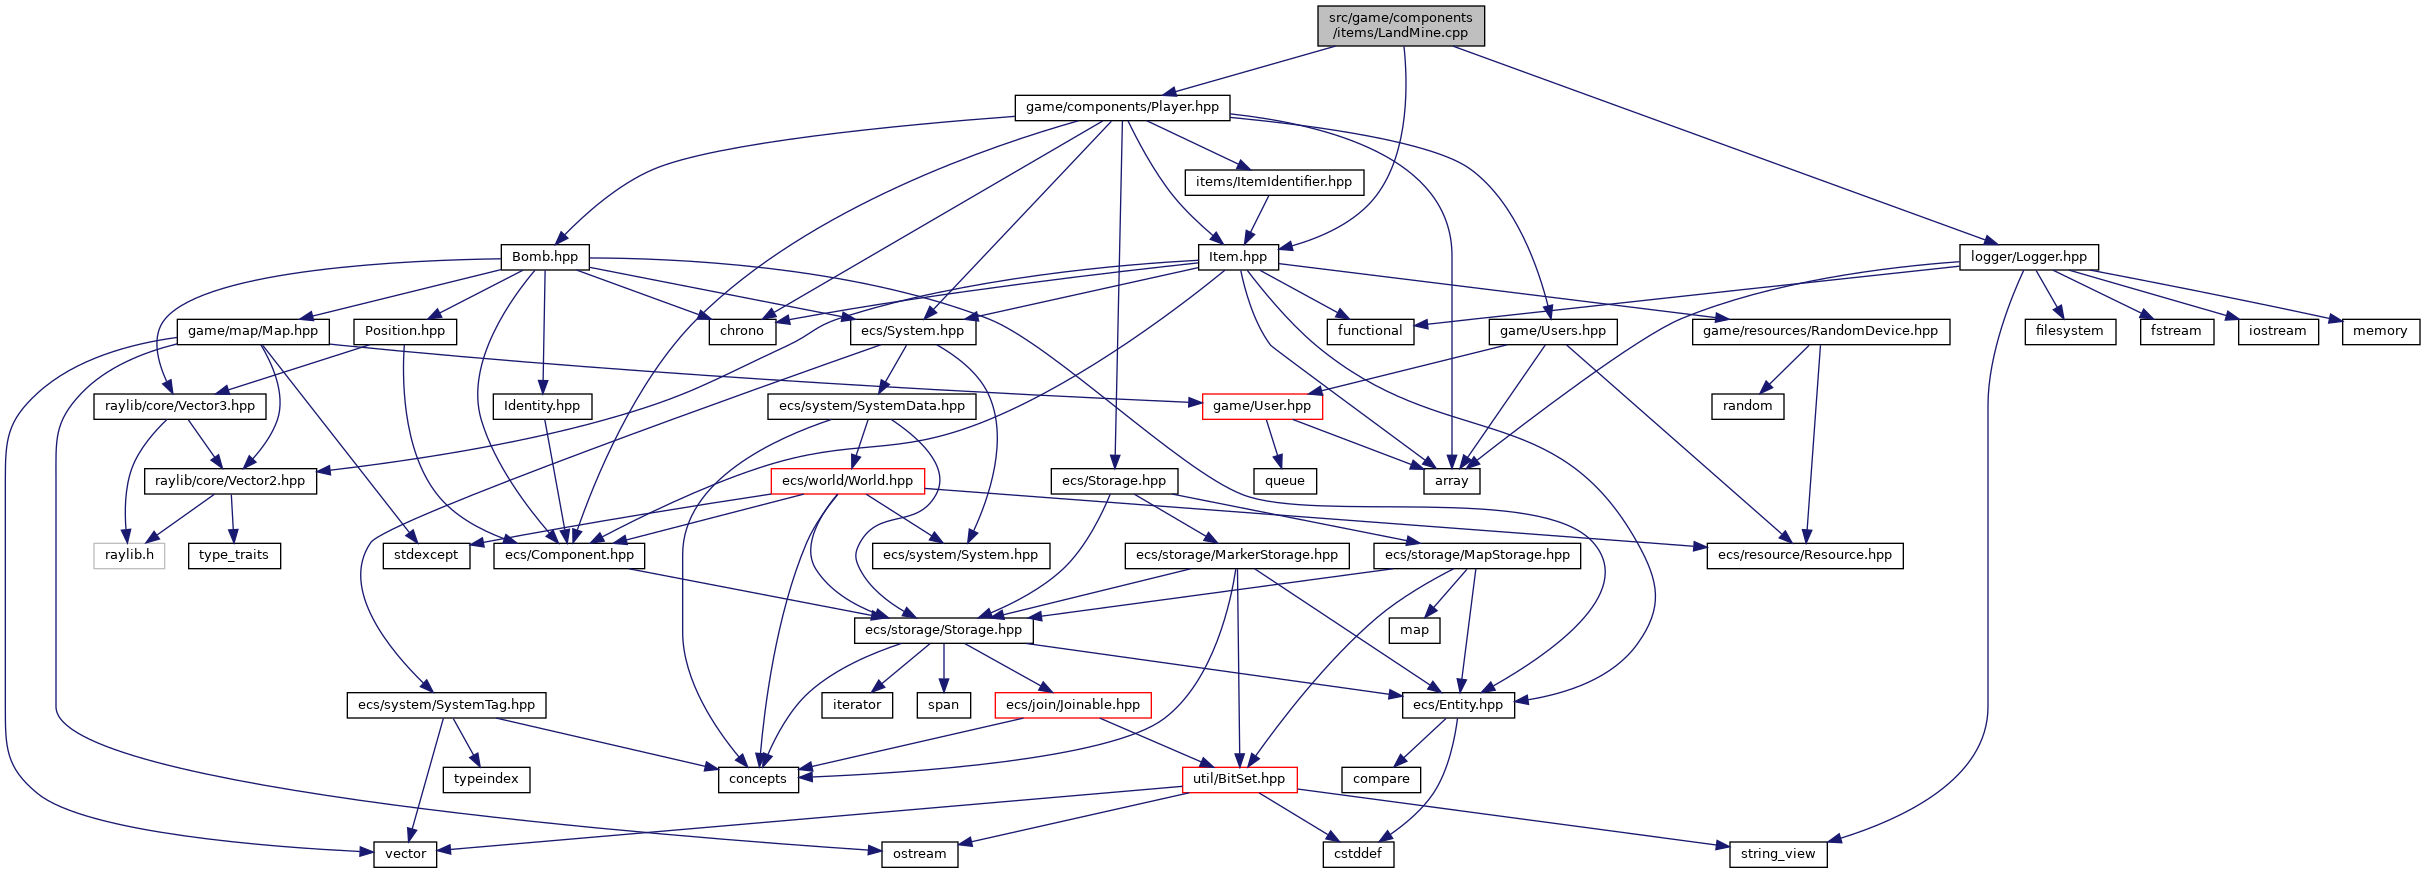 src/game/components
/items/LandMine.cpp
game/components/Player.hpp
items/ItemIdentifier.hpp
Bomb.hpp
Item.hpp
logger/Logger.hpp
game/map/Map.hpp
Position.hpp
chrono
ecs/System.hpp
functional
game/Users.hpp
game/resources/RandomDevice.hpp
filesystem
fstream
iostream
memory
raylib/core/Vector3.hpp
Identity.hpp
ecs/system/SystemData.hpp
game/User.hpp
random
raylib/core/Vector2.hpp
ecs/world/World.hpp
ecs/Storage.hpp
queue
array
raylib.h
type_traits
stdexcept
ecs/Component.hpp
ecs/system/System.hpp
ecs/storage/MarkerStorage.hpp
ecs/storage/MapStorage.hpp
ecs/resource/Resource.hpp
ecs/storage/Storage.hpp
map
ecs/system/SystemTag.hpp
iterator
span
ecs/join/Joinable.hpp
ecs/Entity.hpp
typeindex
concepts
util/BitSet.hpp
compare
vector
ostream
cstddef
string_view